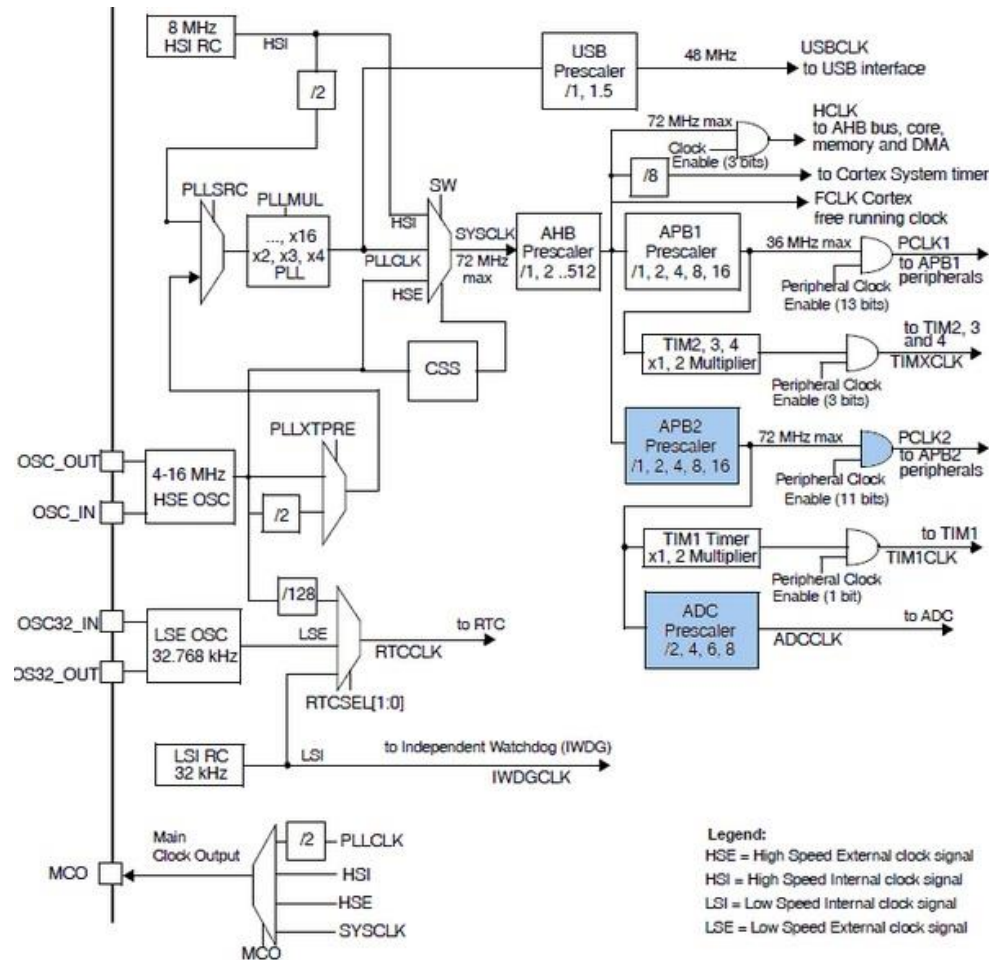 8 MHz
HSI RC
HSI
/2
USB
Prescaler
/1, 1.5
48 MHz
USBCLK
to USB interface
72 MHz max
Clock
Enable (3 bits)
HCLK
to AHB bus, core,
memory and DMA
/8
to Cortex System timer
FCLK Cortex
free running clock
PLLSRC
PLLMUL
..., x16
x2, x3, x4
PLL
SW
HSI
PLLCLK
HSE
SYSCLK
72 MHz
max
AHB
Prescaler
/1, 2 ..512
APB1
Prescaler
/1, 2, 4, 8, 16
36 MHz max
PCLK1
to APB1
peripherals
Peripheral Clock
Enable (13 bits)
TIM2, 3, 4
x1, 2 Multiplier
to TIM2, 3
and 4
TIMXCLK
Peripheral Clock
Enable (3 bits)
CSS
PLLXTPRE
OSC_OUT
OSC_IN
4-16 MHz
HSE OSC
/2
APB2
Prescaler
/1, 2, 4, 8, 16
72 MHz max
PCLK2
to APB2
peripherals
Peripheral Clock
Enable (11 bits)
TIM1 Timer
x1, 2 Multiplier
to TIM1
TIM1CLK
Peripheral Clock
Enable (1 bit)
ADC
Prescaler
/2, 4, 6, 8
to ADC
ADCCLK
/128
OSC32_IN
OS32_OUT
LSE OSC
32.768 kHz
LSE
to RTC
RTCCLK
RTCSEL[1:0]
LSI RC
32 kHz
LSI
to Independent Watchdog (IWDG)
IWDGCLK
Main
Clock Output
MCO
/2
PLLCLK
HSI
HSE
SYSCLK
MCO
Legend:
HSE = High Speed External clock signal
HSI = High Speed Internal clock signal
LSI = Low Speed Internal clock signal
LSE = Low Speed External clock signal